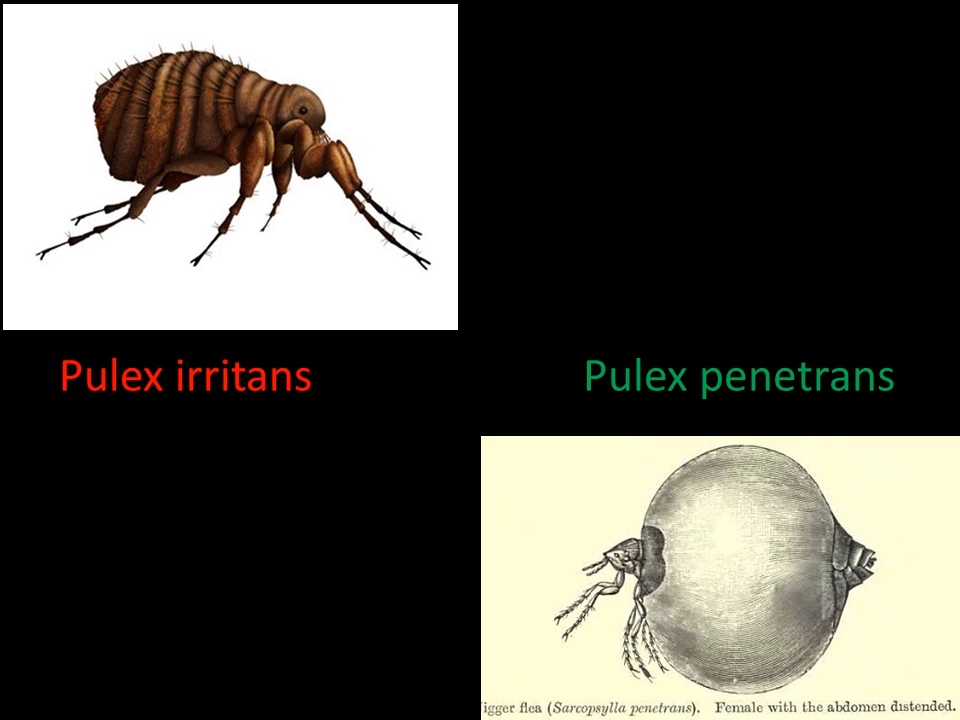 Pulex irritans
Pulex penetrans
igger flea (Sarcopsylla penetrans). Female with the abdomen distended.